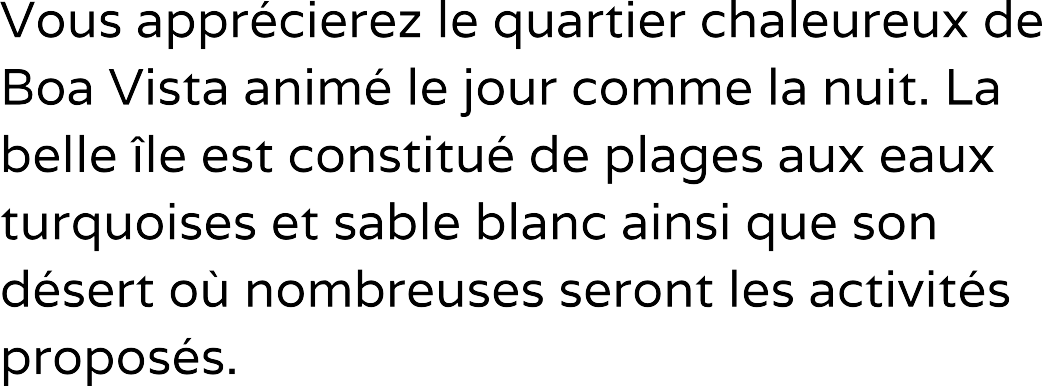 Vous apprécierez le quartier chaleureux de
Boa Vista animé le jour comme la nuit. La
belle île est constitué de plages aux eaux
turquoises et sable blanc ainsi que son
désert où nombreuses seront les activités
proposés.